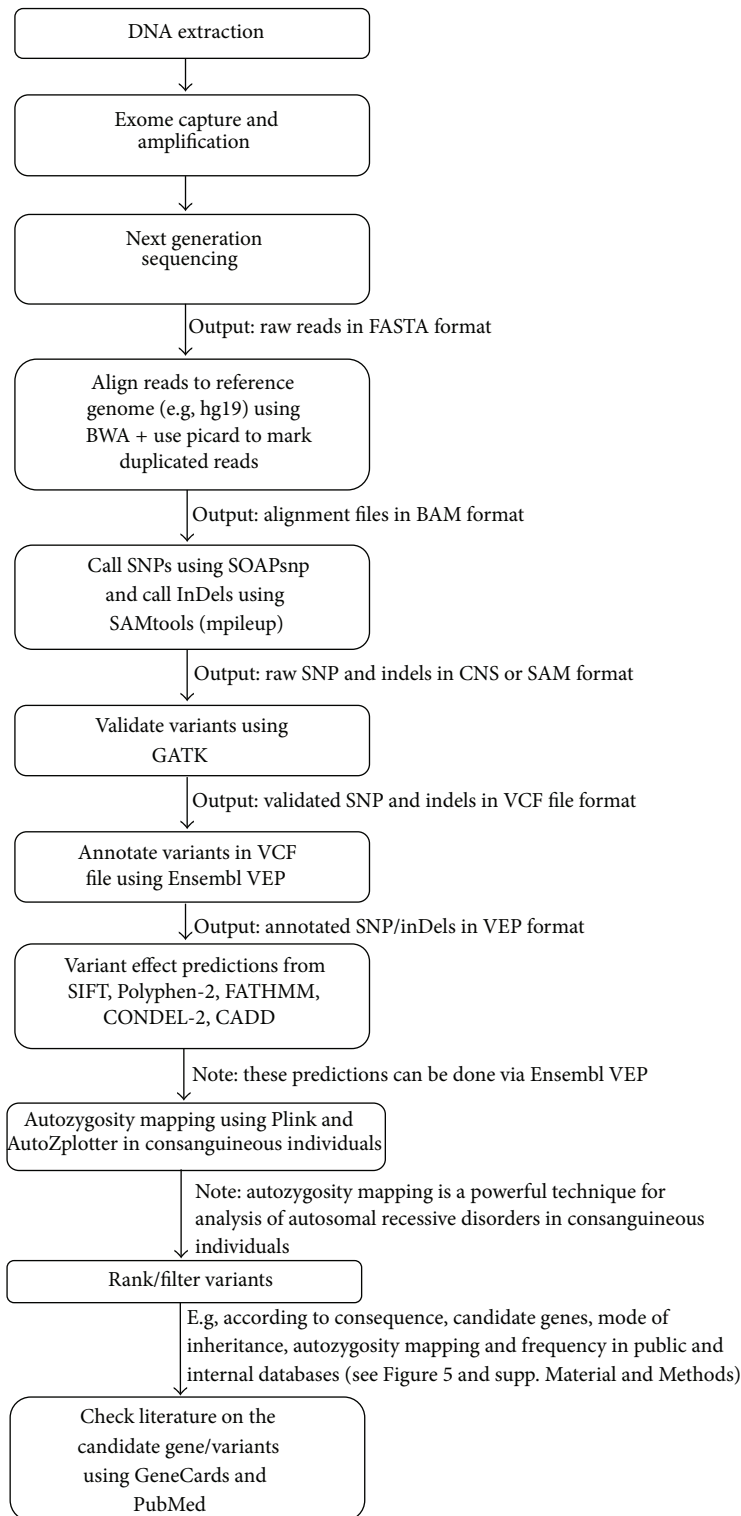 DNA extraction
Exome capture and
amplification
Next generation
sequencing
Output: raw reads in FASTA format
Align reads to reference
genome (e.g, hg19) using
BWA + use picard to mark
duplicated reads
Output: alignment files in BAM format
Call SNPs using SOAPsnp
and call InDels using
SAMtools (mpileup)
Output: raw SNP and indels in CNS or SAM format
Validate variants using
GATK
Output: validated SNP and indels in VCF file format
Annotate variants in VCF
file using Ensembl VEP
Output: annotated SNP/inDels in VEP format
Variant effect predictions from
SIFT, Polyphen-2, FATHMM,
CONDEL-2, CADD
Note: these predictions can be done via Ensembl VEP
Autozygosity mapping using Plink and
AutoZplotter in consanguineous individuals
Note: autozygosity mapping is a powerful technique for
analysis of autosomal recessive disorders in consanguineous
individuals
Rank/filter variants
E.g, according to consequence, candidate genes, mode of
inheritance, autozygosity mapping and frequency in public and
internal databases (see Figure 5 and supp. Material and Methods)
Check literature on the
candidate gene/variants
using GeneCards and
PubMed